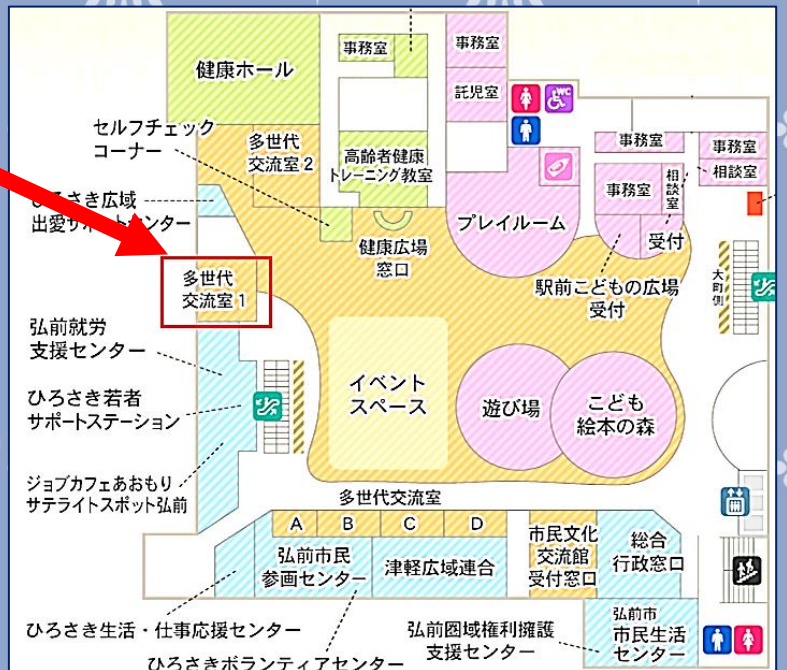 健康ホール
事務室
事務室
託児室
WC
セルフチェック
コーナー
多世代
交流室2
高齢者健康
トレーニング教室
事務室
事務室
相談室
事務室
相談室
受付
ひろさき広域
出愛サポートセンター
健康広場
窓口
プレイルーム
駅前こどもの広場
受付
大町側
多世代
交流室1
弘前就労
支援センター
ひろさき若者
サポートステーション
ジョブカフェあおもり
サテライトスポット弘前
イベント
スペース
遊び場
こども
絵本の森
多世代交流室
A B C D
弘前市民
参画センター
津軽広域連合
市民文化
交流館
受付窓口
総合
行政窓口
ひろさき生活・仕事応援センター
ひろさきボランティアセンター
弘前圏域権利擁護
支援センター
弘前市
市民生活
センター